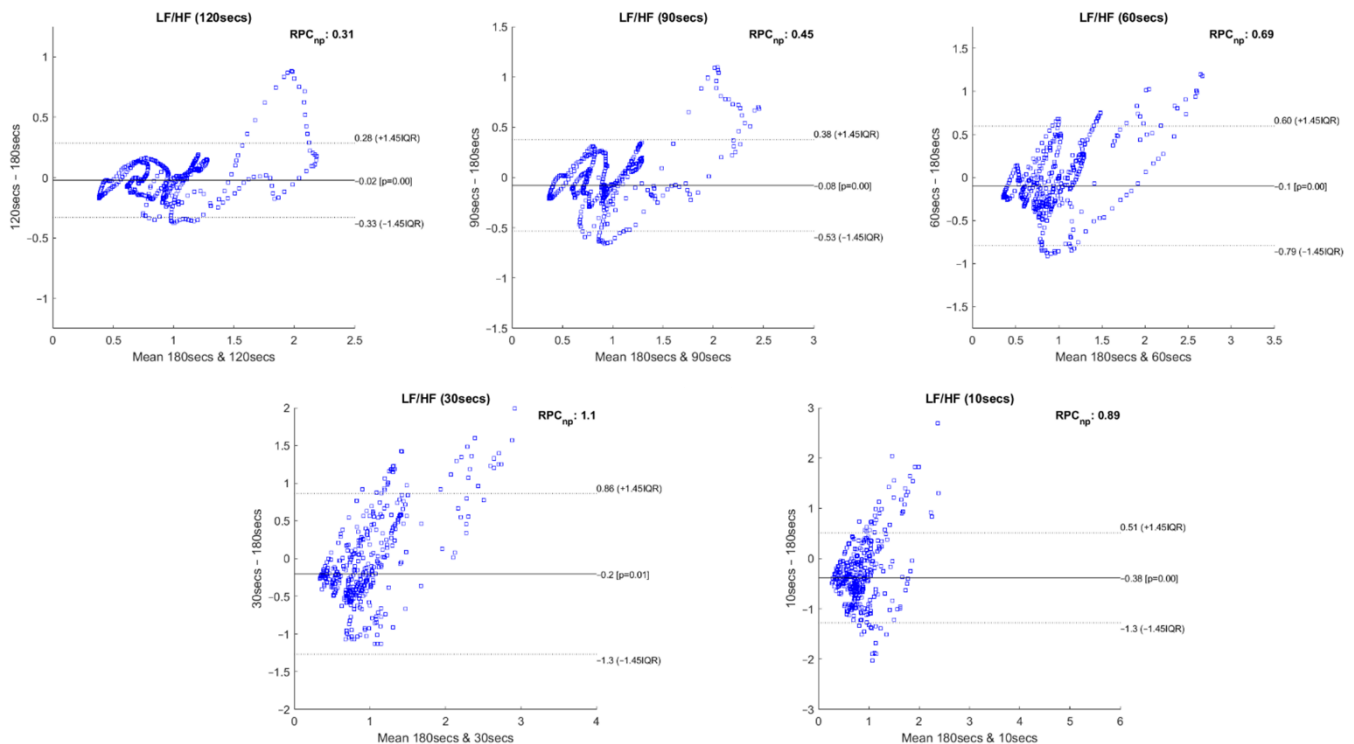 LF/HF (120secs)
RPCnp: 0.31
1
0.5
0
−0.5
−1
120secs − 180secs
0.28 (+1.45IQR)
−0.02 [p=0.00]
−0.33 (−1.45IQR)
0 0.5 1 1.5 2 2.5
Mean 180secs & 120secs
LF/HF (90secs)
RPCnp: 0.45
1.5
1
0.5
0
−0.5
−1
−1.5
90secs − 180secs
0.38 (+1.45IQR)
−0.08 [p=0.00]
−0.53 (−1.45IQR)
0 0.5 1 1.5 2 2.5 3
Mean 180secs & 90secs
LF/HF (60secs)
RPCnp: 0.69
1.5
1
0.5
0
−0.5
−1
−1.5
60secs − 180secs
0.60 (+1.45IQR)
−0.1 [p=0.00]
−0.79 (−1.45IQR)
0 0.5 1 1.5 2 2.5 3 3.5
Mean 180secs & 60secs
LF/HF (30secs)
RPCnp: 1.1
2
1.5
1
0.5
0
−0.5
−1
−1.5
−2
30secs − 180secs
0.86 (+1.45IQR)
−0.2 [p=0.01]
−1.3 (−1.45IQR)
0 1 2 3 4
Mean 180secs & 30secs
LF/HF (10secs)
RPCnp: 0.89
3
2
1
0
−1
−2
−3
10secs − 180secs
0.51 (+1.45IQR)
−0.38 [p=0.00]
−1.3 (−1.45IQR)
0 1 2 3 4 5 6
Mean 180secs & 10secs